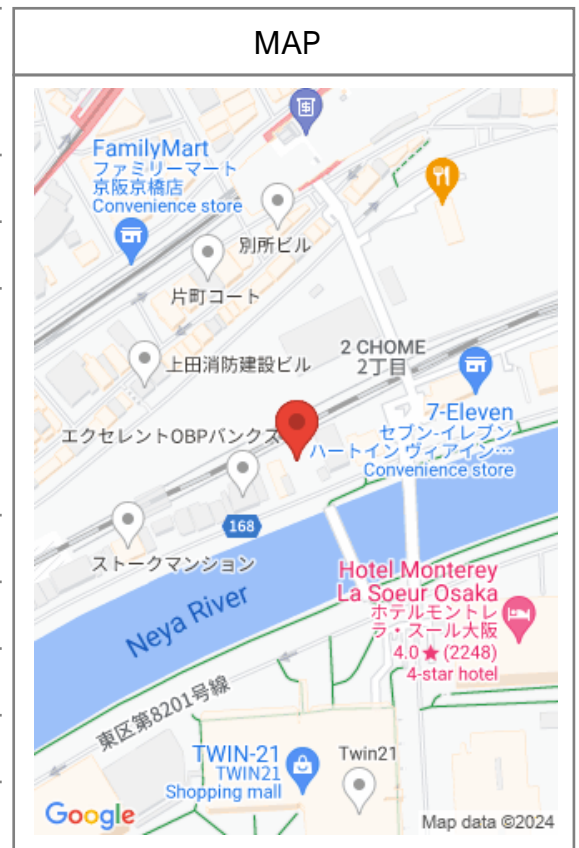 MAP
FamilyMart
ファミリーマート
京阪京橋店
Convenience store
別所ビル
片町コート
2 CHOME
2丁目
上田消防建設ビル
7-Eleven
セブン-イレブン
ハートイン ヴィアイン…
Convenience store
エクセレントOBPバンクス
168
ストークマンション
Neya River
Hotel Monterey
La Soeur Osaka
ホテルモントレ
ラ・スール大阪
4.0★(2248)
4-star hotel
東区第8201号線
TWIN-21
TWIN21
Shopping mall
Twin21
Google
Map data ©2024